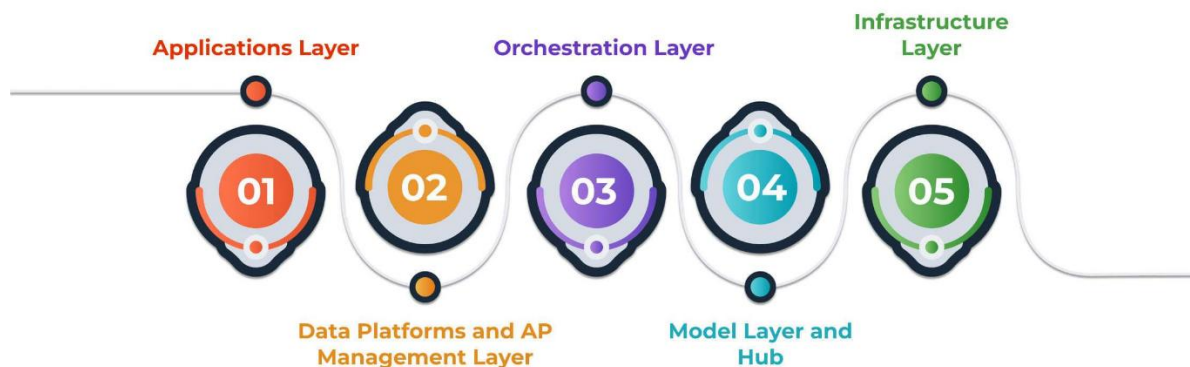 Applications Layer
01
Data Platforms and AP
Management Layer
02
Orchestration Layer
03
Model Layer and
Hub
04
Infrastructure
Layer
05